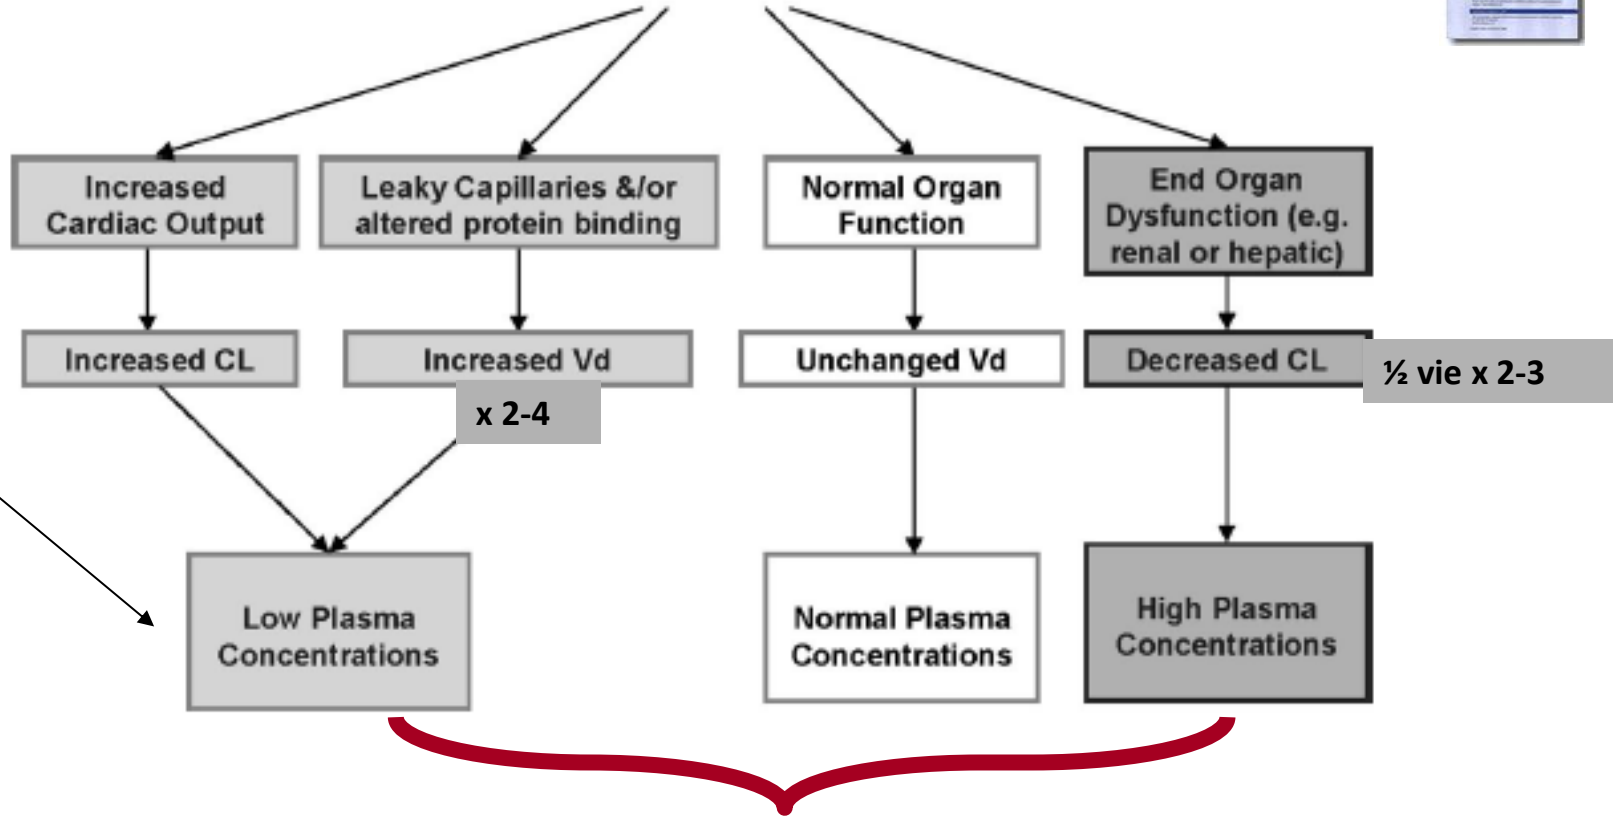 Increased
Cardiac Output
Leaky Capillaries &/or
altered protein binding
Normal Organ
Function
End Organ
Dysfunction (e.g.
renal or hepatic)
Increased CL
Increased Vd
Unchanged Vd
Decreased CL
½ vie x 2-3
x 2-4
Low Plasma
Concentrations
Normal Plasma
Concentrations
High Plasma
Concentrations